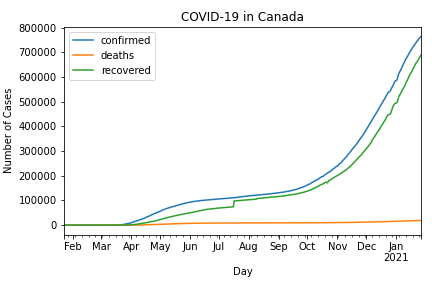 COVID-19 in Canada
confirmed
deaths
recovered
800000
700000
600000
500000
400000
300000
200000
100000
0
Number of Cases
Feb Mar Apr May Jun Jul Aug Sep Oct Nov Dec Jan
2021
Day